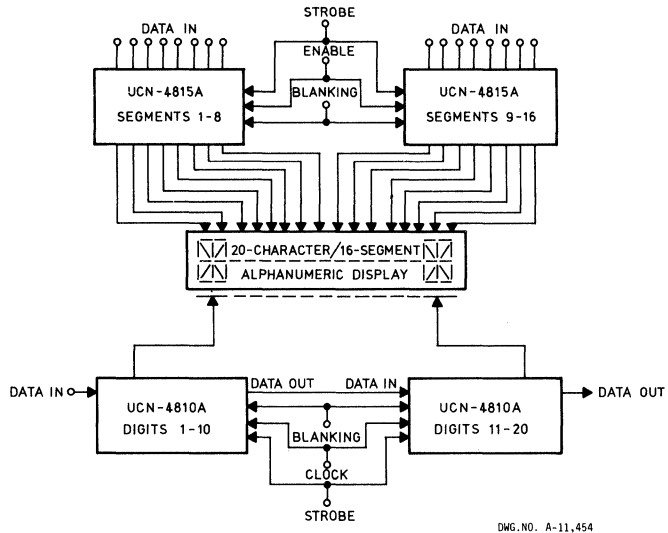 STROBE
DATA IN
DATA IN
ENABLE
UCN-4815A
SEGMENTS 1-8
BLANKING
UCN-4815A
SEGMENTS 9-16
20-CHARACTER/16-SEGMENT
ALPHANUMERIC DISPLAY
DATA IN
DATA OUT
DATA IN
DATA OUT
UCN-4810A
DIGITS 1-10
UCN-4810A
DIGITS 11-20
BLANKING
CLOCK
STROBE
DWG.NO. A-11,454